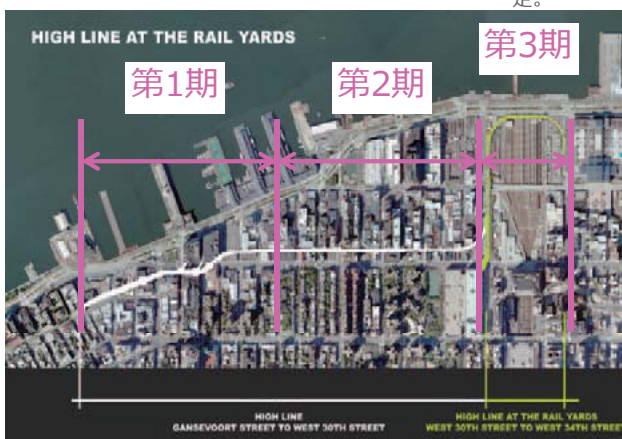 定。
HIGH LINE AT THE RAIL YARDS
第1期
第2期
第3期
HIGH LINE
GANSEVOORT STREET TO WEST 30TH STREET
HIGH LINE AT THE RAIL YARDS
WEST 30TH STREET TO WEST 34TH STREET